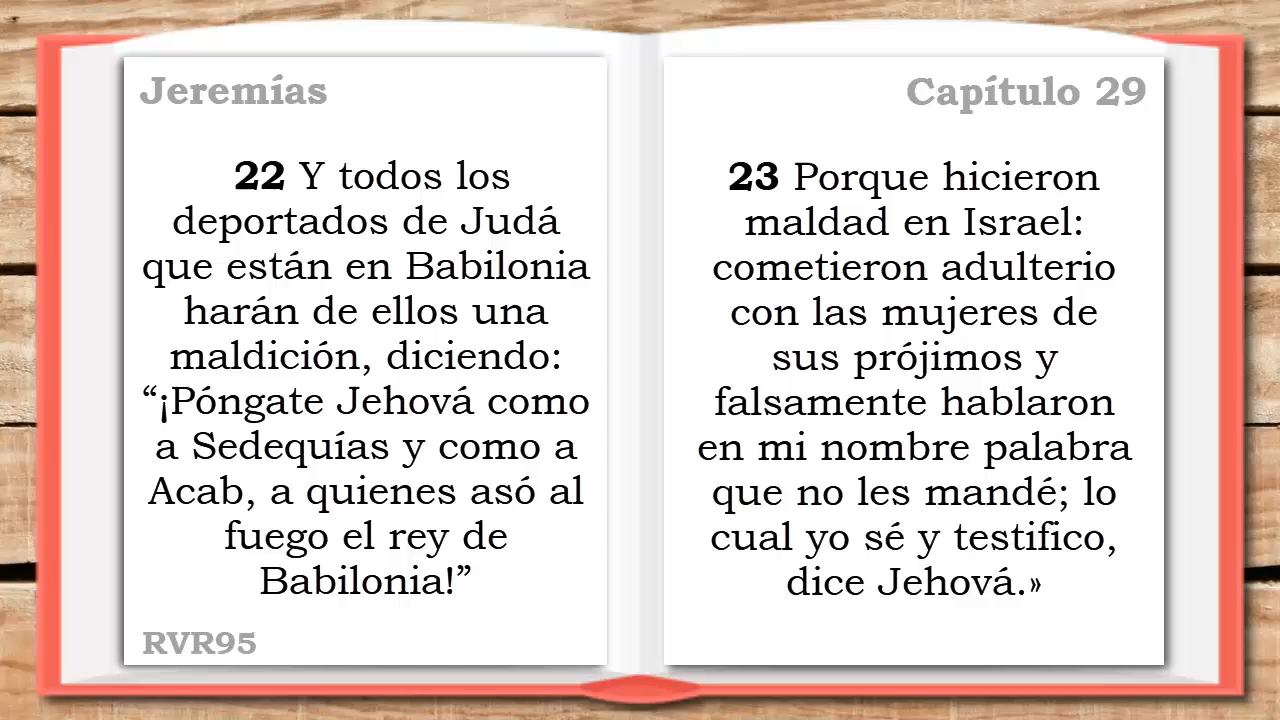 Jeremías
22 Y todos los
deportados de Judá
que están en Babilonia
harán de ellos una
maldición, diciendo:
“¡Póngate Jehová como
a Sedequías y como a
Acab, a quienes asó al
fuego el rey de
Babilonia!”
RVR95
Capítulo 29
23 Porque hicieron
maldad en Israel:
cometieron adulterio
con las mujeres de
sus prójimos y
falsamente hablaron
en mi nombre palabra
que no les mandé; lo
cual yo sé y testifico,
dice Jehová.»